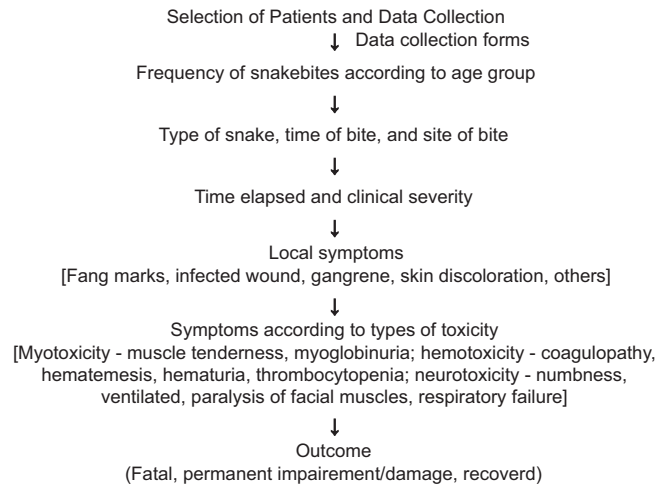 Selection of Patients and Data Collection
Data collection forms
Frequency of snakebites according to age group
Type of snake, time of bite, and site of bite
Time elapsed and clinical severity
Local symptoms
[Fang marks, infected wound, gangrene, skin discoloration, others]
Symptoms according to types of toxicity
[Myotoxicity - muscle tenderness, myoglobinuria; hemotoxicity - coagulopathy,
hematemesis, hematuria, thrombocytopenia; neurotoxicity - numbness,
ventilated, paralysis of facial muscles, respiratory failure]
Outcome
(Fatal, permanent impairment/damage, recoverd)